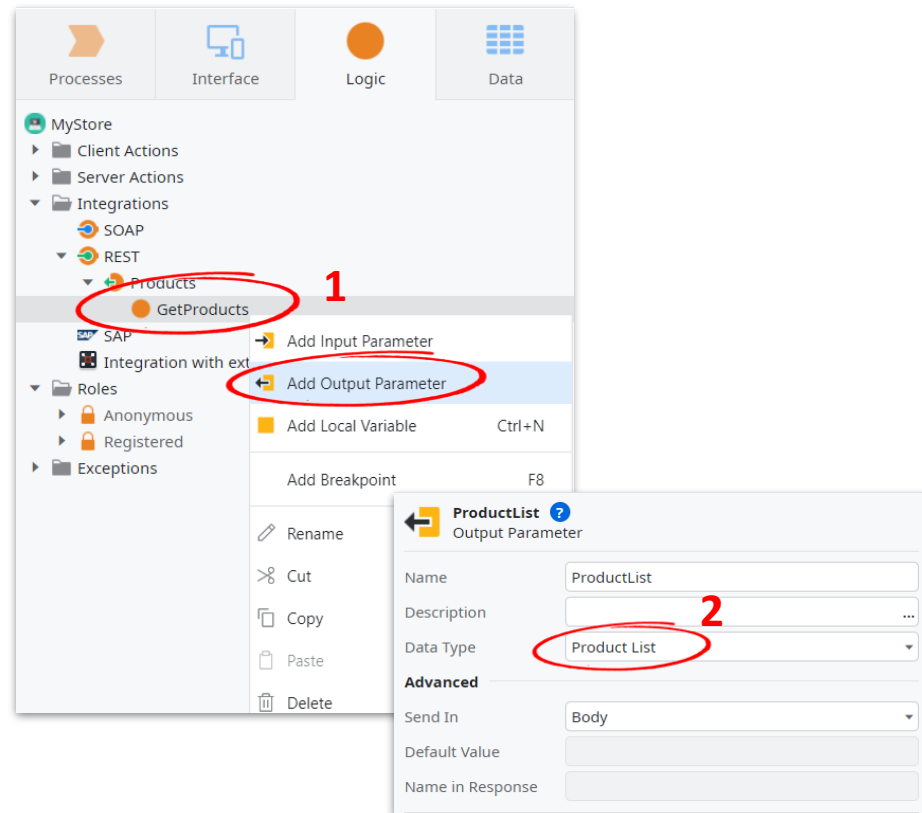 Processes
Interface
Logic
Data
MyStore
Client Actions
Server Actions
Integrations
SOAP
REST
Products
1
GetProducts
SAP SAP
Integration with ext
Roles
Anonymous
Registered
Exceptions
Add Input Parameter
Add Output Parameter
Add Local Variable Ctrl+N
Add Breakpoint F8
Rename
Cut
Copy
Paste
Delete
ProductList ?
Output Parameter
Name ProductList
Description ...
2
Data Type Product List
Advanced
Send In Body
Default Value
Name in Response